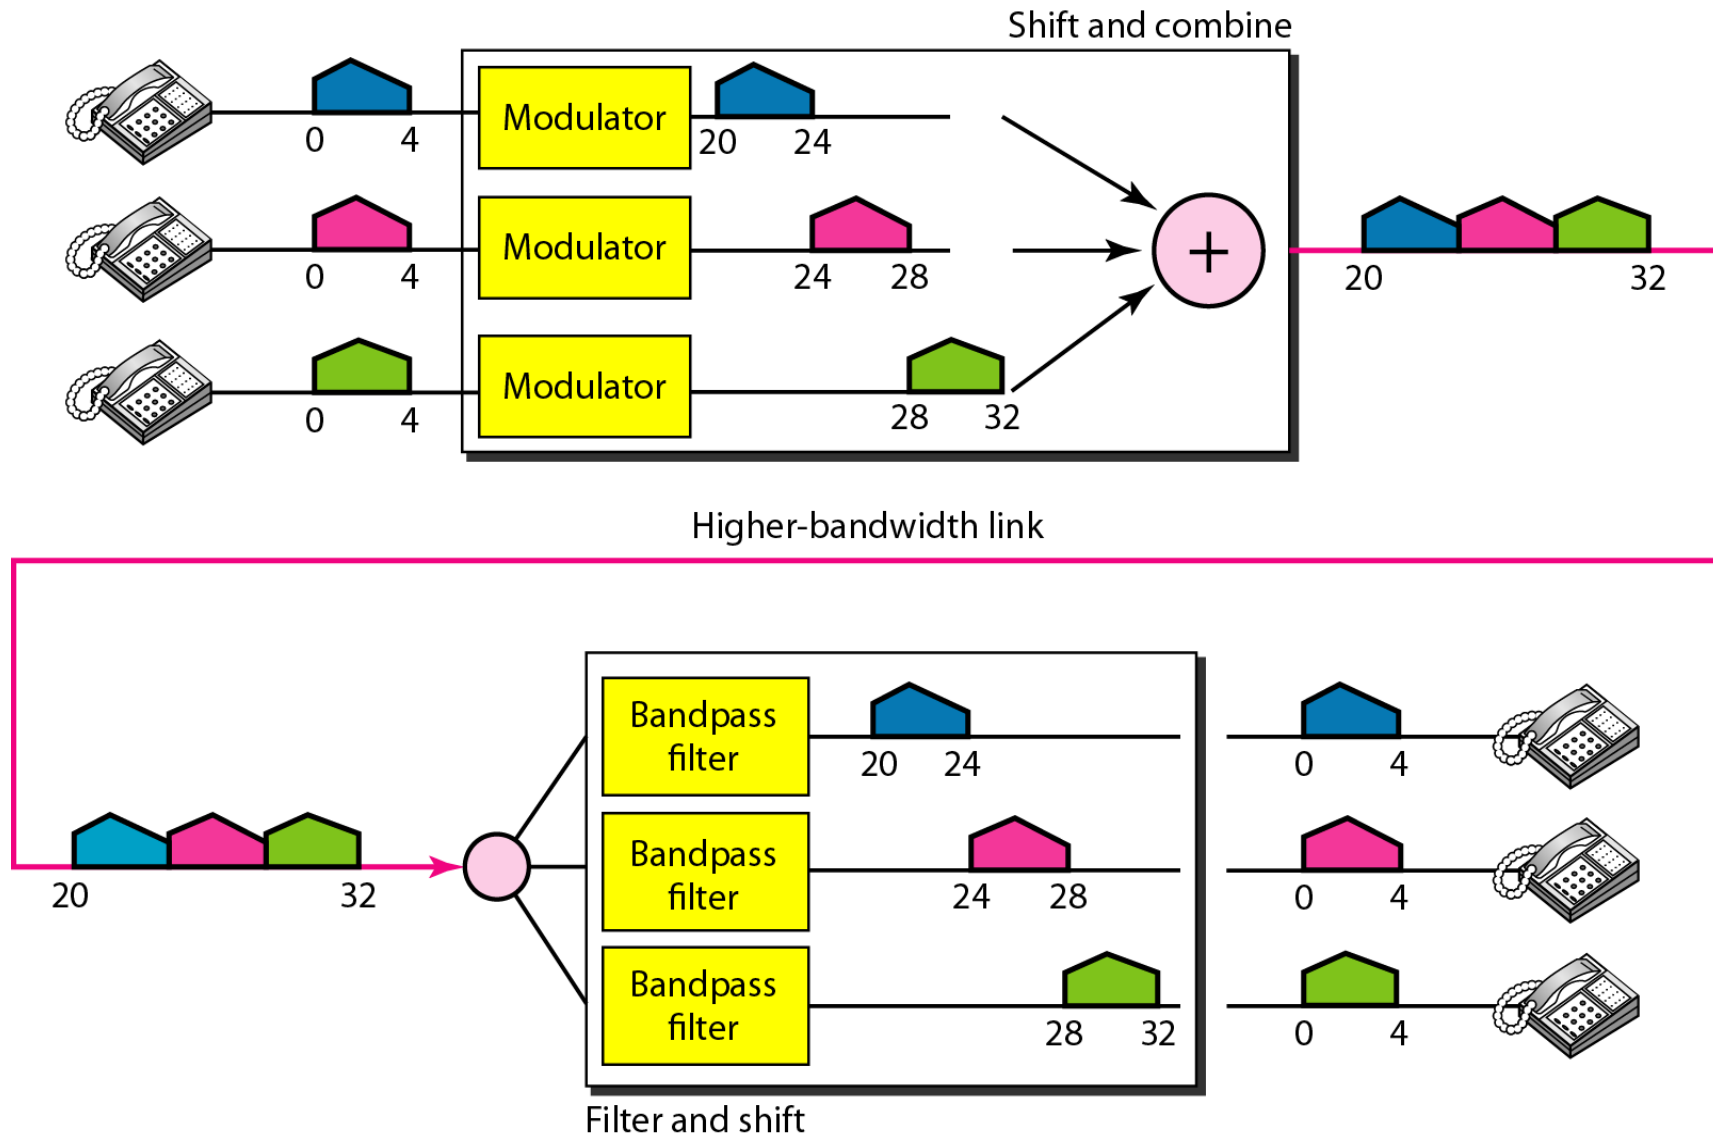 Shift and combine
Modulator
0 4
20 24
Modulator
0 4
24 28
20 32
Modulator
0 4
28 32
+
Higher-bandwidth link
Bandpass
filter
20 24
0 4
Bandpass
filter
20 32
24 28
0 4
Bandpass
filter
28 32
0 4
Filter and shift